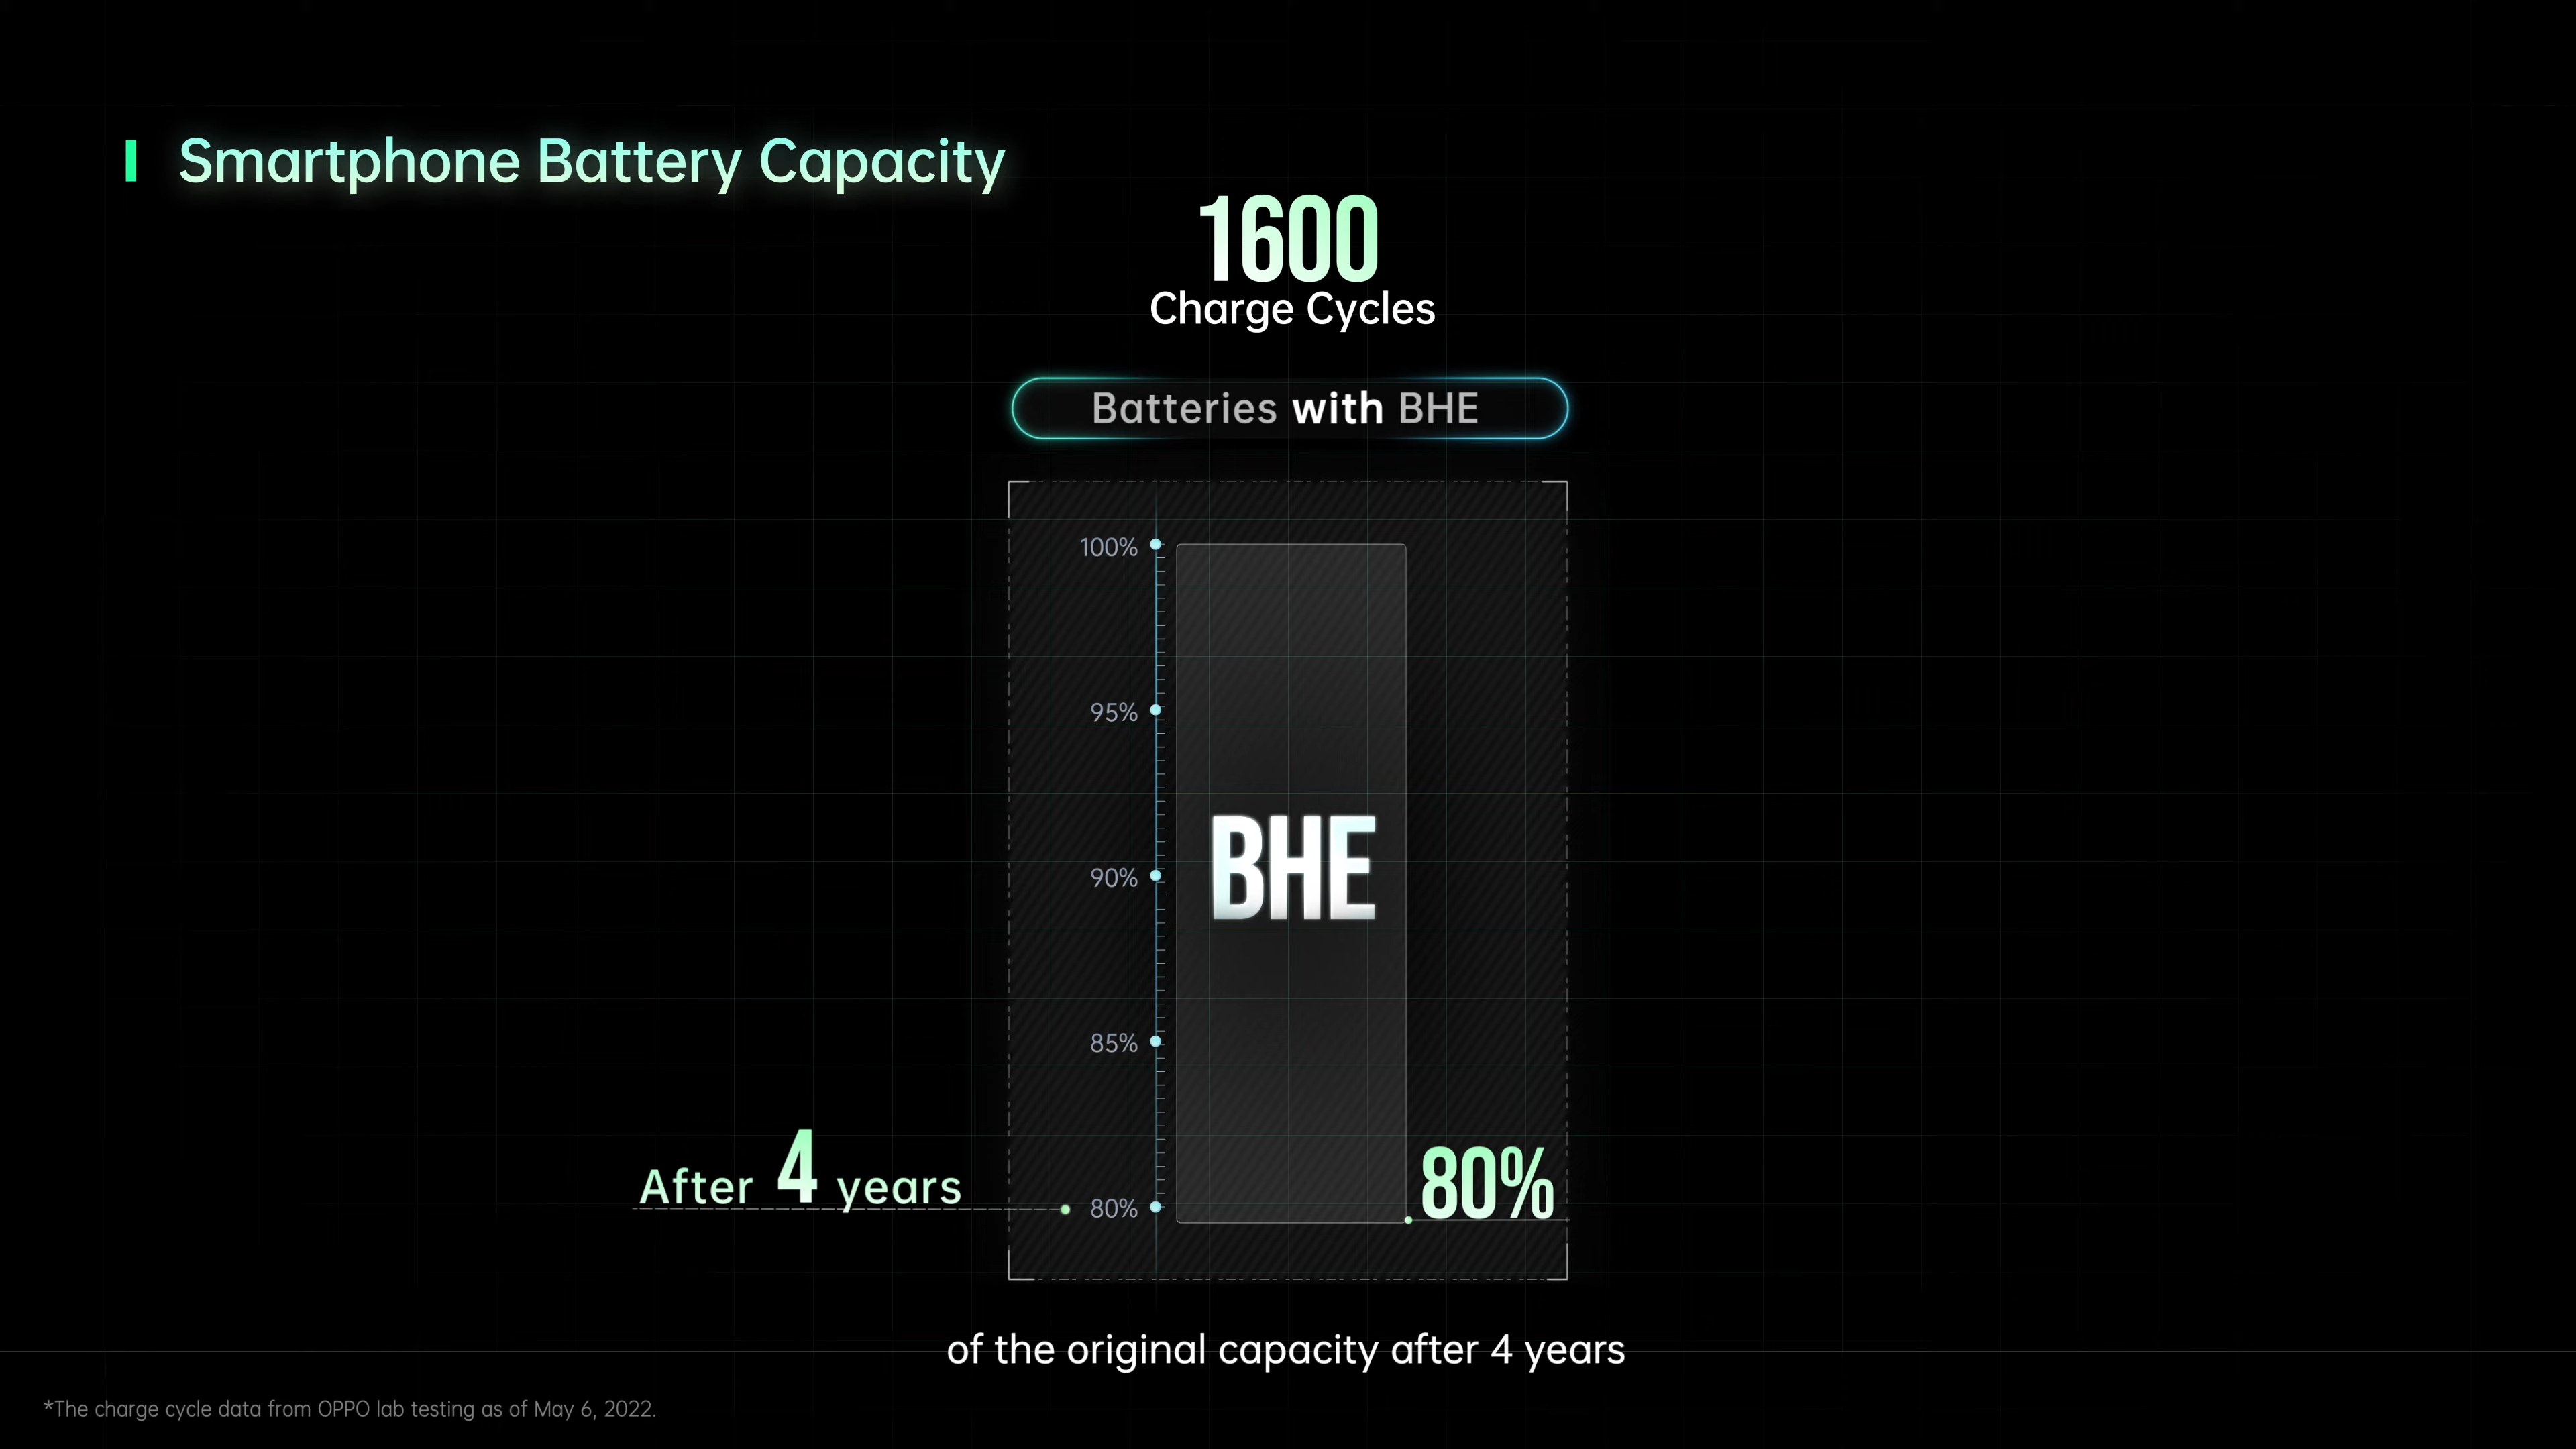 Smartphone Battery Capacity
1600
Charge Cycles
Batteries with BHE
100%
95%
90%
BHE
85%
After 4 years
80%
80%
of the original capacity after 4 years
*The charge cycle data from OPPO lab testing as of May 6, 2022.